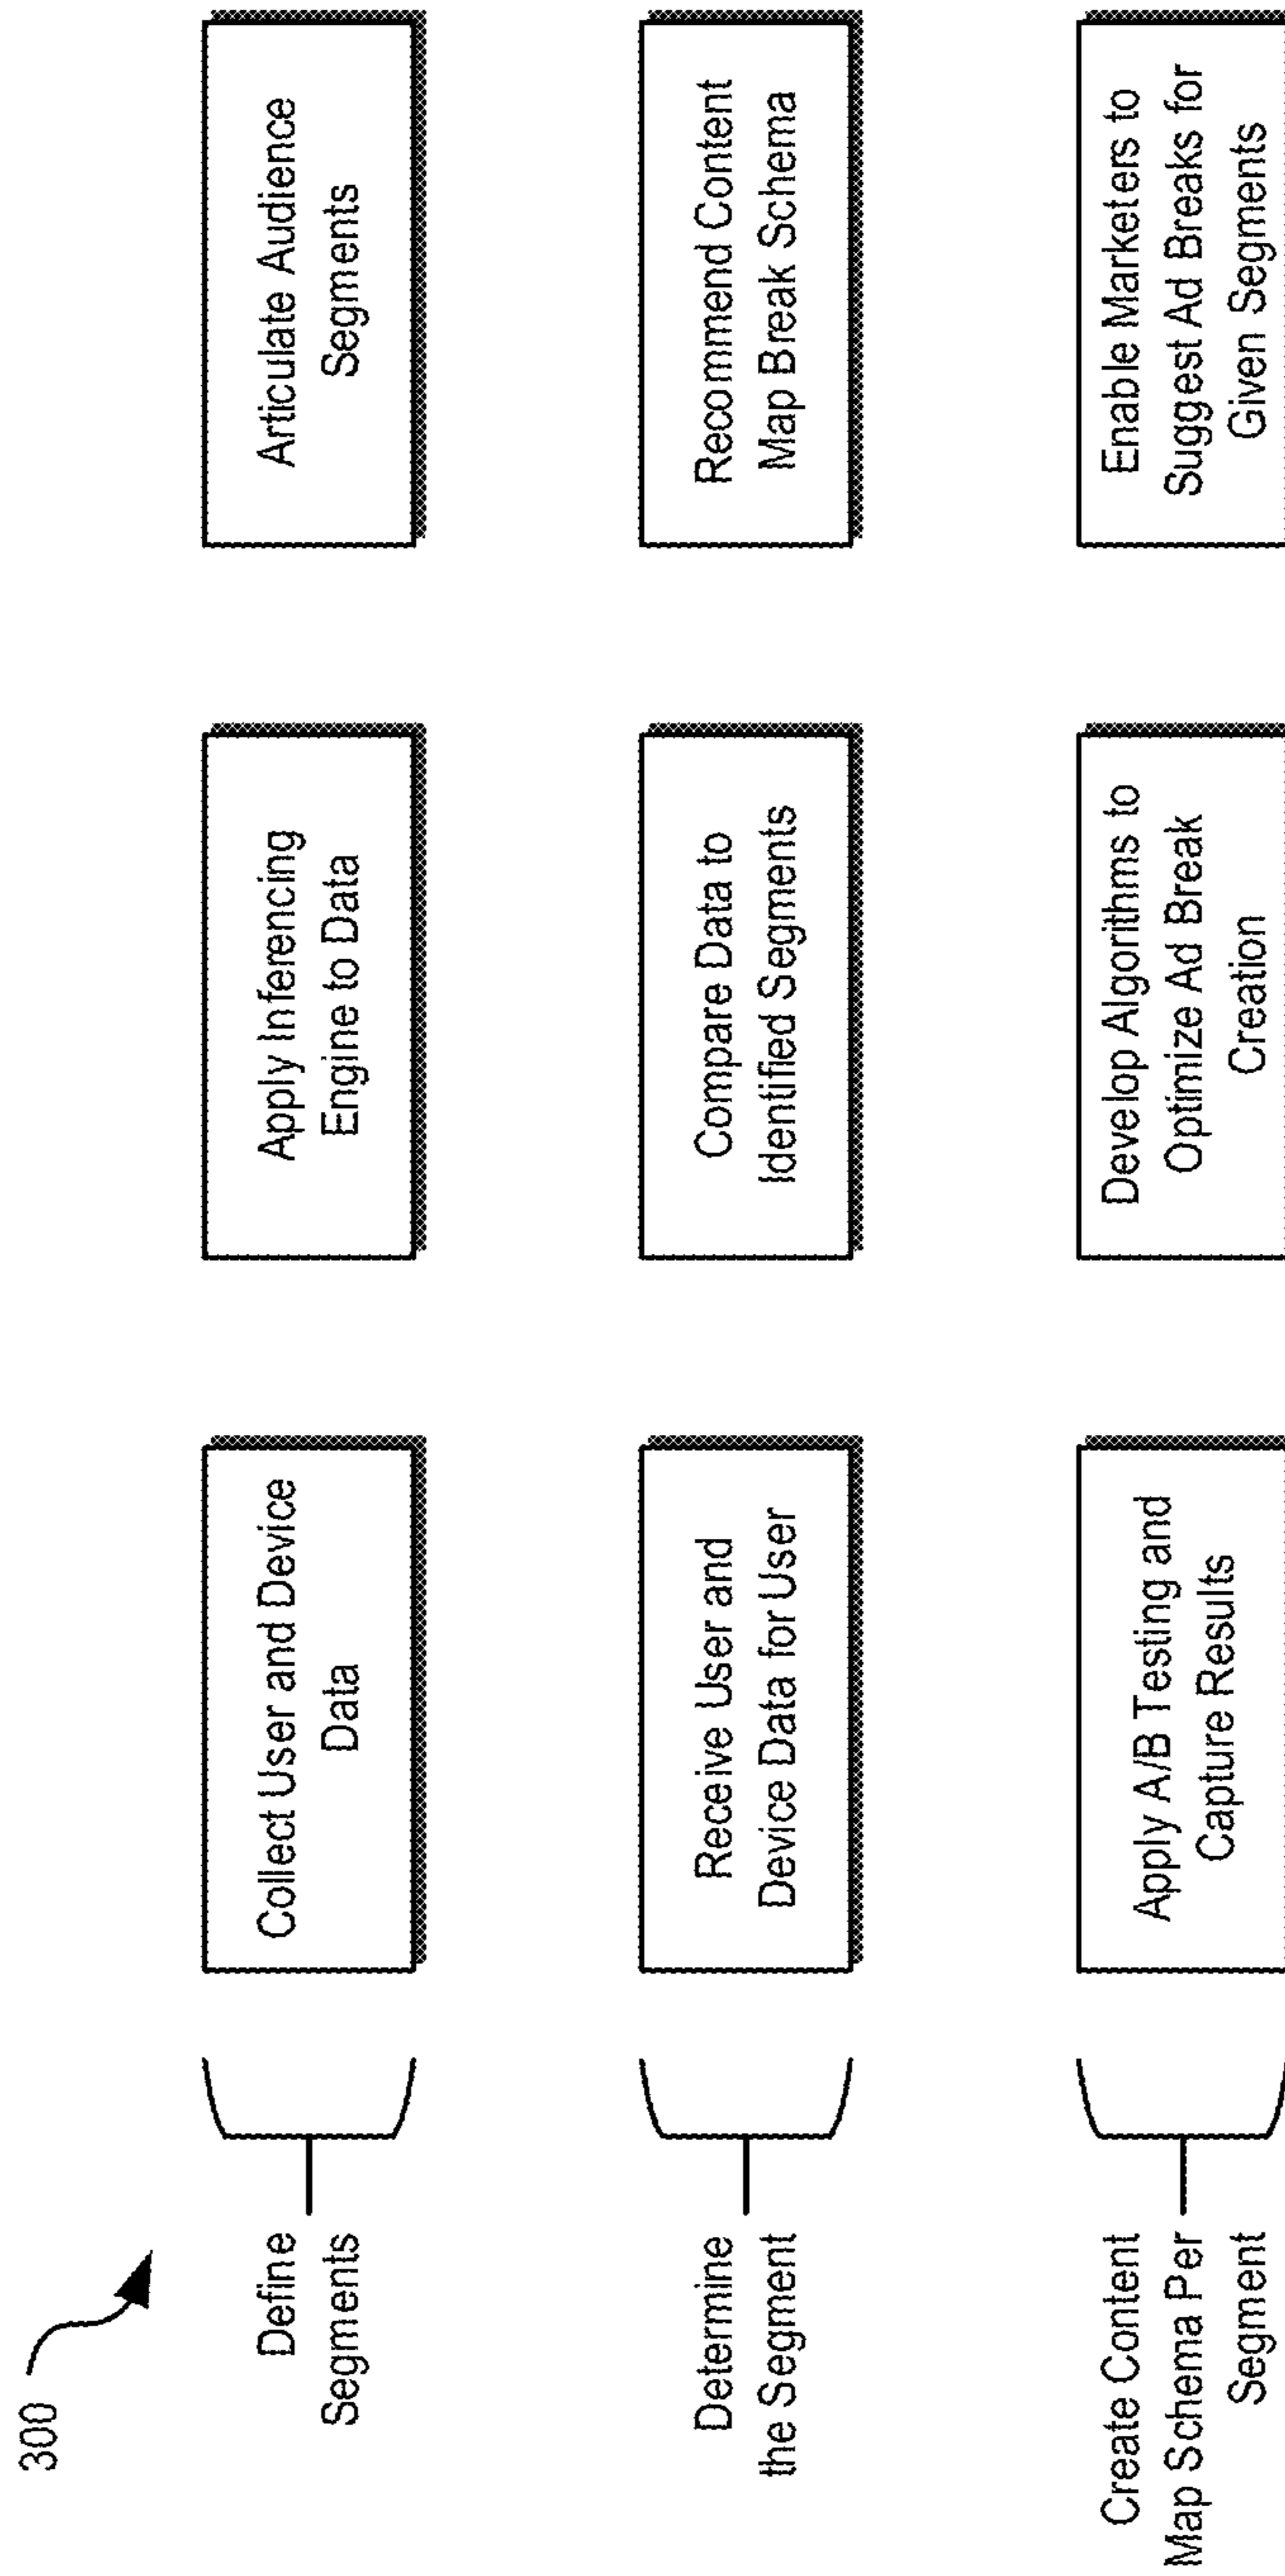 300
Define
Segments
Collect User and Device
Data
Apply Inferencing
Engine to Data
Articulate Audience
Segments
Determine
the Segment
Receive User and
Device Data for User
Compare Data to
Identified Segments
Recommend Content
Map Break Schema
Create Content
Map Schema Per
Segment
Apply A/B Testing and
Capture Results
Develop Algorithms to
Optimize Ad Break
Creation
Enable Marketers to
Suggest Ad Breaks for
Given Segments